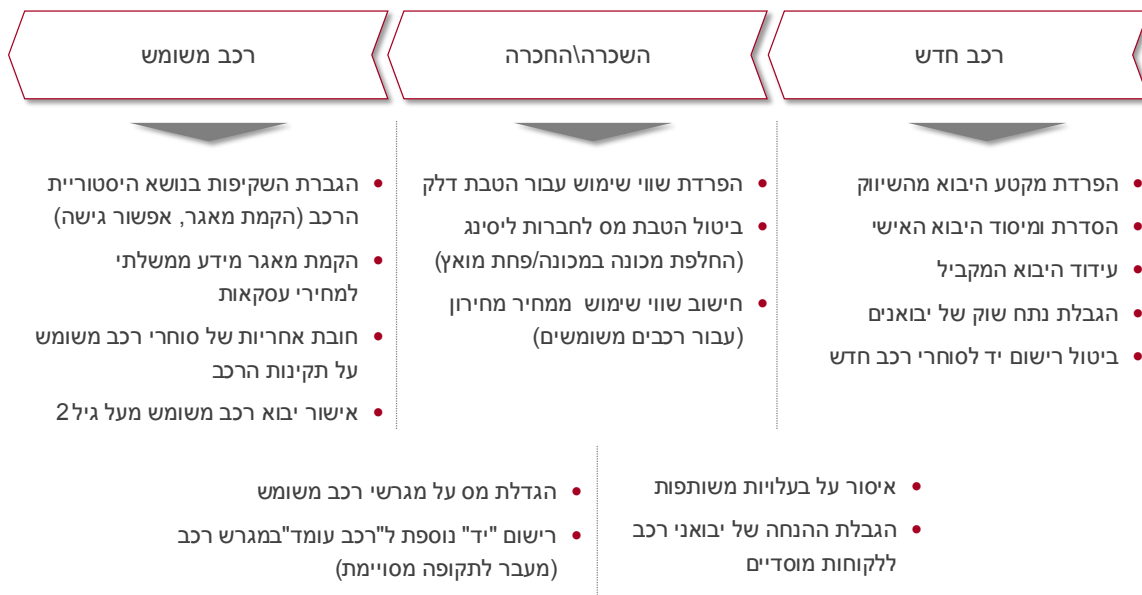 רכב חדש
השכרה\החכרה
רכב משומש
הפרדת מקטע היבוא מהשיווק
הסדרת ומיסוד היבוא האישי
עידוד היבוא המקביל
הגבלת נתח שוק של יבואנים
ביטול רישום יד לסוחרי רכב חדש
הפרדת שווי שימוש עבור הטבת דלק
ביטול הטבת מס לחברות ליסינג
(החלפת מכונה במכונה/פחת מואץ)
חישוב שווי שימוש ממחיר מחירון
(עבור רכבים משומשים)
הגברת השקיפות בנושא היסטוריית
הרכב (הקמת מאגר, אפשור גישה)
הקמת מאגר מידע ממשלתי
למחירי עסקאות
חובת אחריות של סוחרי רכב משומש
על תקינות הרכב
אישור יבוא רכב משומש מעל גיל 2
איסור על בעלויות משותפות
הגבלת ההנחה של יבואני רכב
ללקוחות מוסדיים
הגדלת מס על מגרשי רכב משומש
רישום "יד" נוספת ל"רכב עומד"במגרש רכב
(מעבר לתקופה מסויימת)